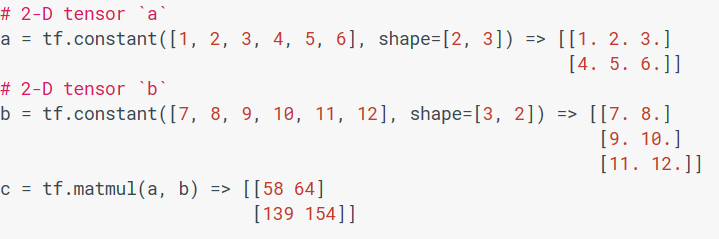 # 2-D tensor `a`
a = tf.constant([1, 2, 3, 4, 5, 6], shape=[2, 3]) => [[1. 2. 3.]
[4. 5. 6.]]
# 2-D tensor `b`
b = tf.constant([7, 8, 9, 10, 11, 12], shape=[3, 2]) => [[7. 8.]
[9. 10.]
[11. 12.]]
c = tf.matmul(a, b) => [[58 64]
[139 154]]